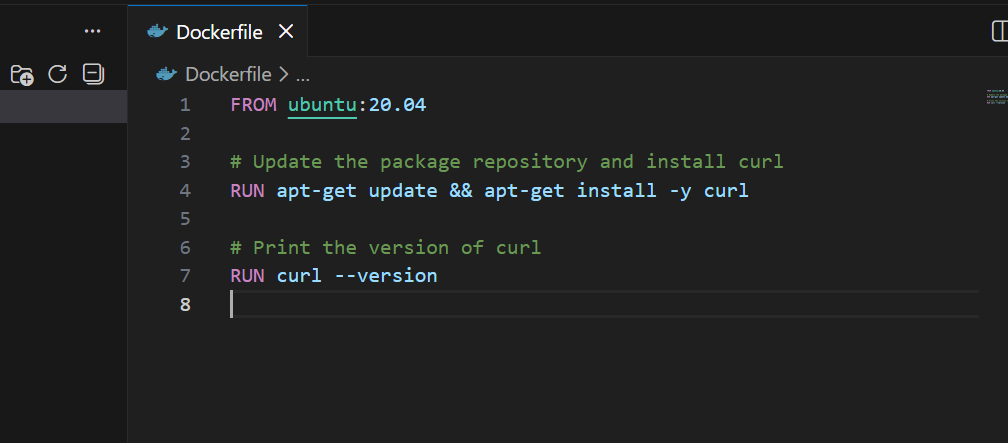 Dockerfile
Dockerfile > ...
1 FROM ubuntu:20.04
2
3 # Update the package repository and install curl
4 RUN apt-get update && apt-get install -y curl
5
6 # Print the version of curl
7 RUN curl --version
8